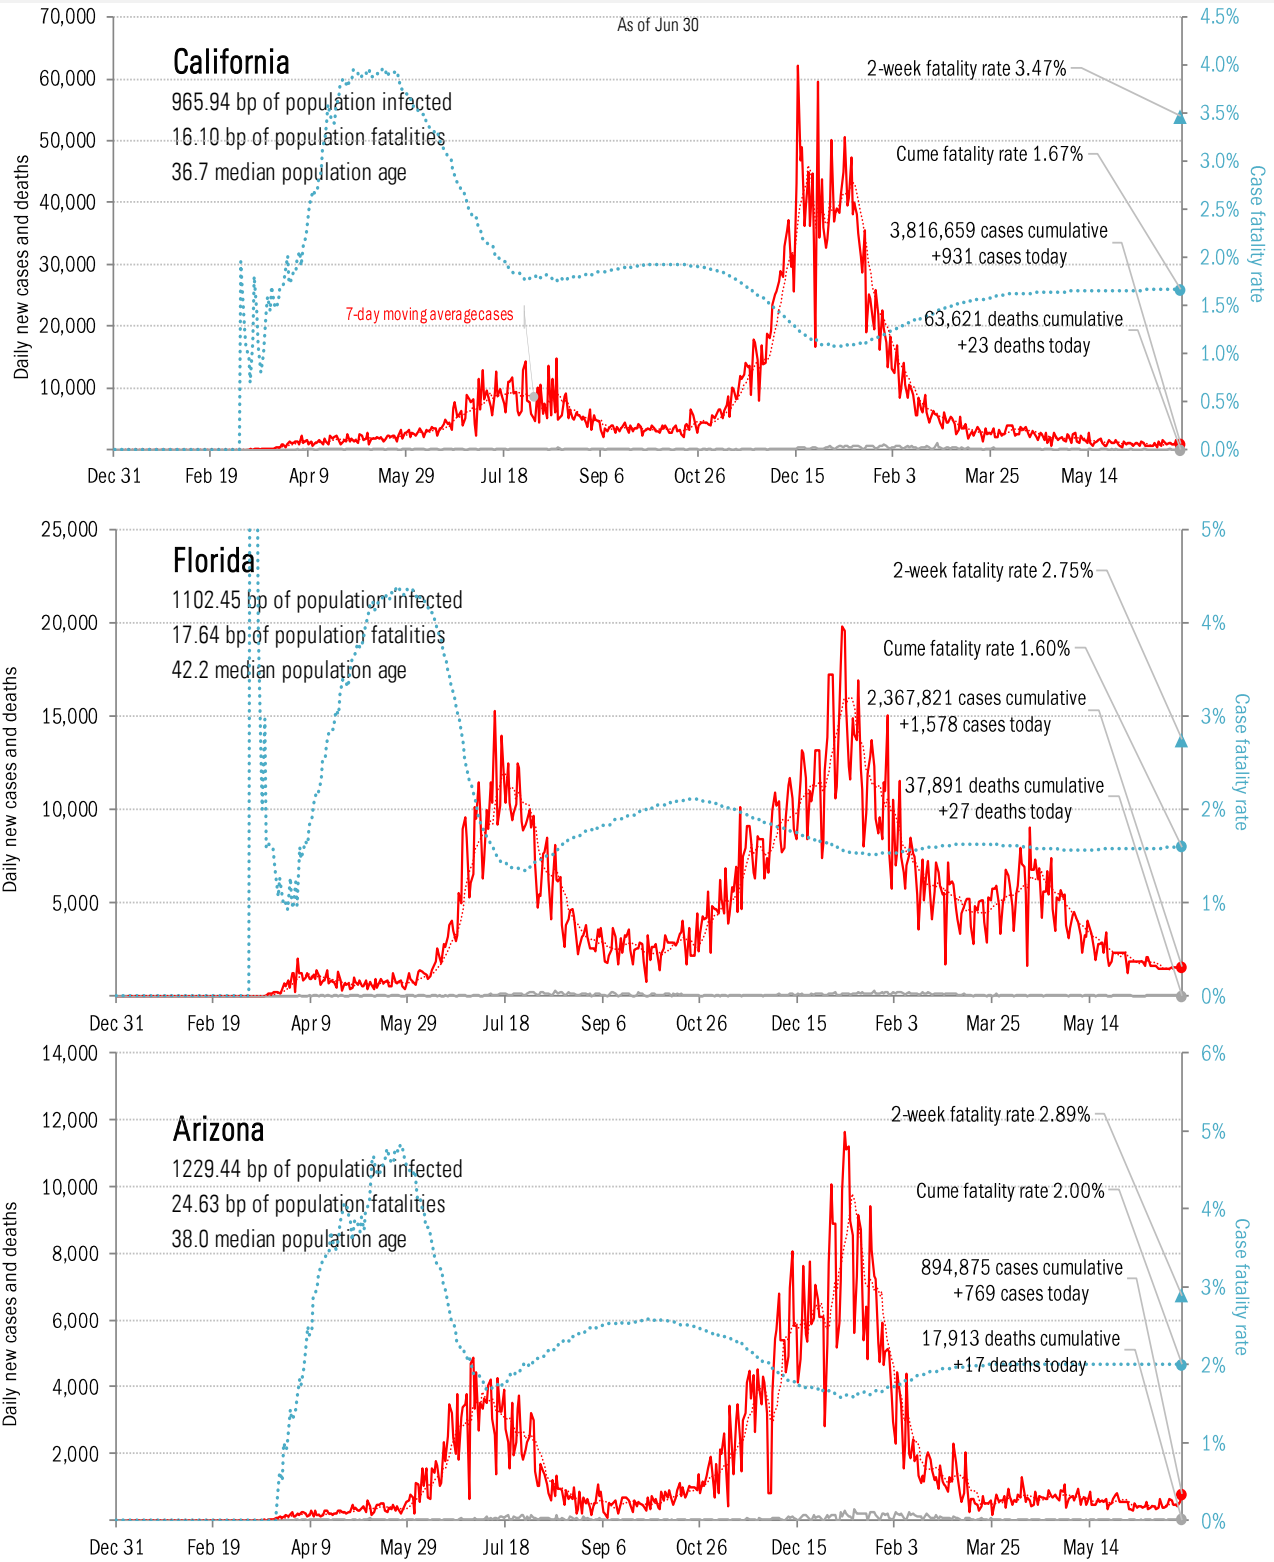 As of Jun 30
California
965.94 bp of population infected
16.10 bp of population fatalities
36.7 median population age
2-week fatality rate 3.47%
Cume fatality rate 1.67%
3,816,659 cases cumulative
+931 cases today
63,621 deaths cumulative
+23 deaths today
7-day moving averagecases
Daily new cases and deaths
70,000
60,000
50,000
40,000
30,000
20,000
10,000
Case fatality rate
4.5%
4.0%
3.5%
3.0%
2.5%
2.0%
1.5%
1.0%
0.5%
0.0%
Dec 31 Feb 19 Apr 9 May 29 Jul 18 Sep 6 Oct 26 Dec 15 Feb 3 Mar 25 May 14
Florida
1102.45 bp of population infected
17.64 bp of population fatalities
42.2 median population age
2-week fatality rate 2.75%
Cume fatality rate 1.60%
2,367,821 cases cumulative
+1,578 cases today
37,891 deaths cumulative
+27 deaths today
Daily new cases and deaths
25,000
20,000
15,000
10,000
5,000
Case fatality rate
5%
4%
3%
2%
1%
0%
Dec 31 Feb 19 Apr 9 May 29 Jul 18 Sep 6 Oct 26 Dec 15 Feb 3 Mar 25 May 14
Arizona
1229.44 bp of population infected
24.63 bp of population fatalities
38.0 median population age
2-week fatality rate 2.89%
Cume fatality rate 2.00%
894,875 cases cumulative
+769 cases today
17,913 deaths cumulative
+17 deaths today
Daily new cases and deaths
14,000
12,000
10,000
8,000
6,000
4,000
2,000
Case fatality rate
6%
5%
4%
3%
2%
1%
0%
Dec 31 Feb 19 Apr 9 May 29 Jul 18 Sep 6 Oct 26 Dec 15 Feb 3 Mar 25 May 14